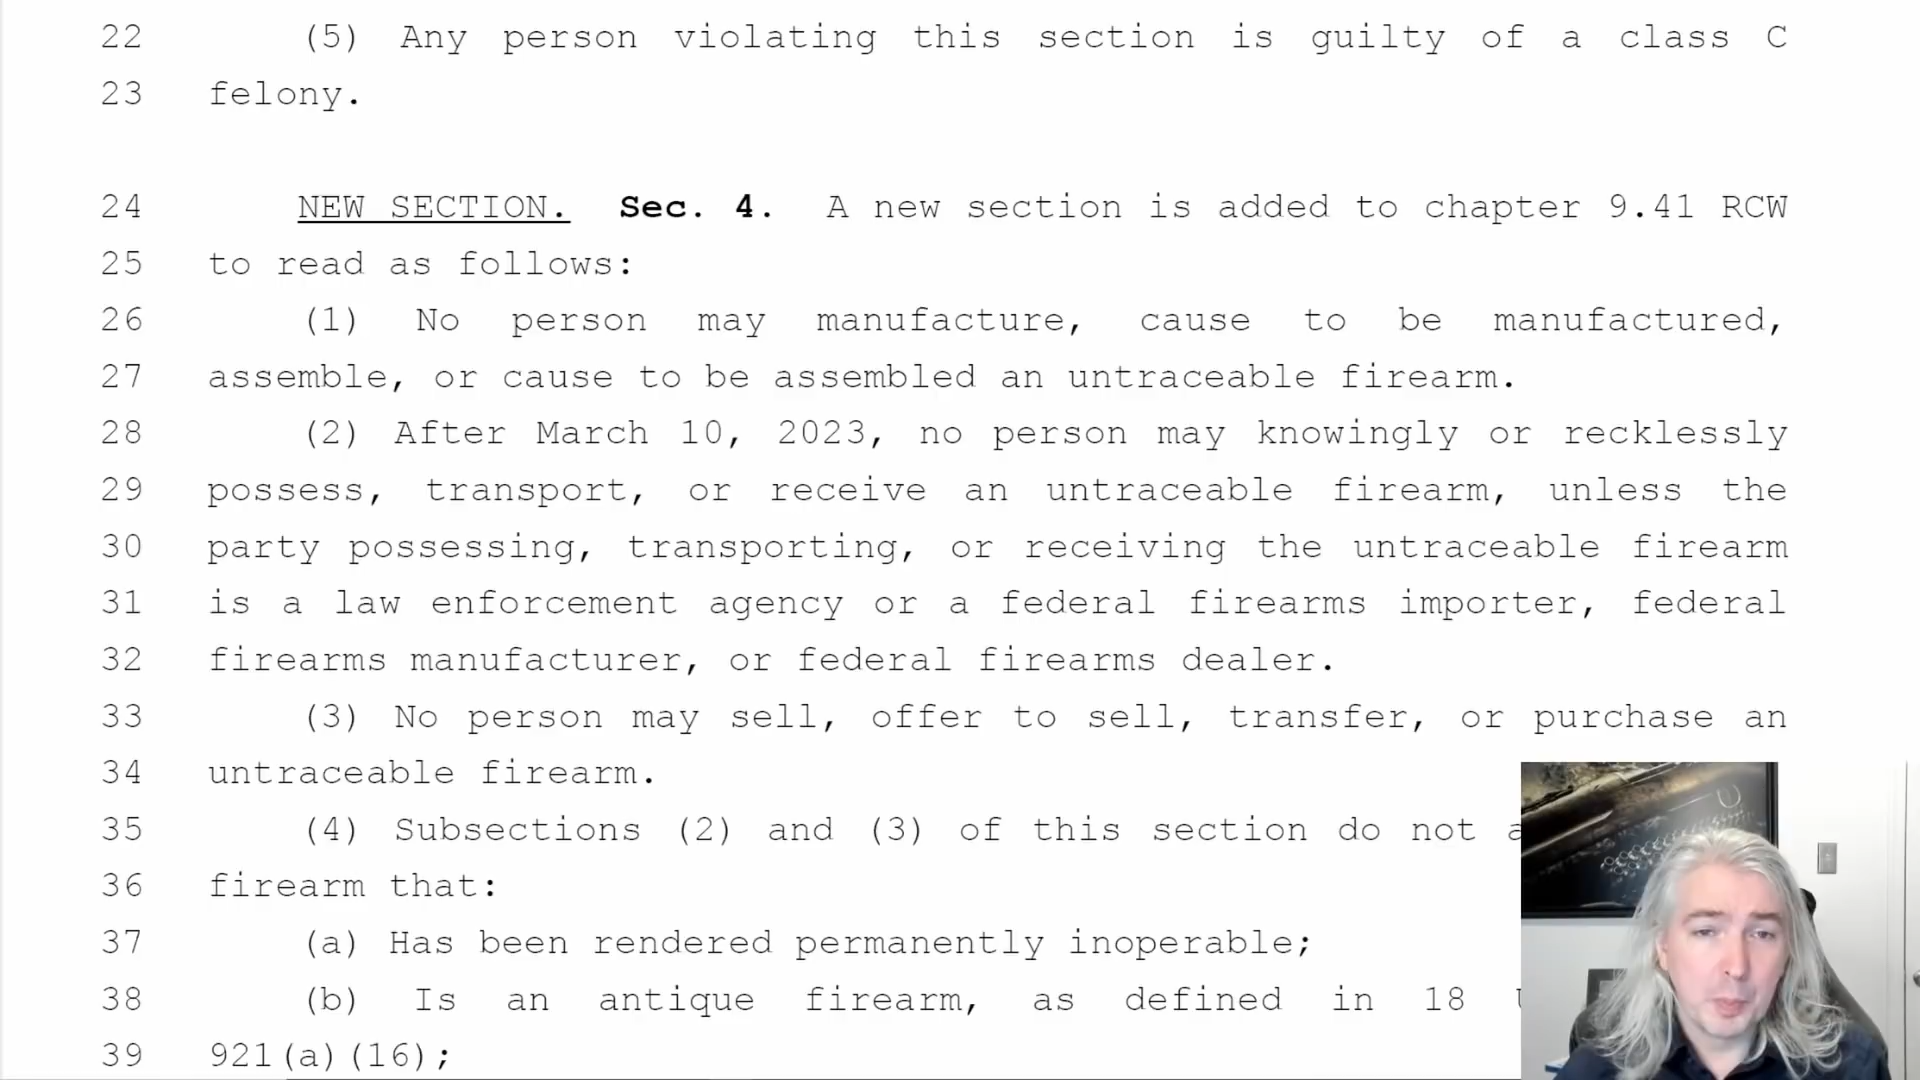 22 (5) Any person violating this section is guilty of a class C
23 felony.
24 NEW SECTION. Sec. 4. A new section is added to chapter 9.41 RCW
25 to read as follows:
26 (1) No person may manufacture, cause to be manufactured,
27 assemble, or cause to be assembled an untraceable firearm.
28 (2) After March 10, 2023, no person may knowingly or recklessly
29 possess, transport, or receive an untraceable firearm, unless the
30 party possessing, transporting, or receiving the untraceable firearm
31 is a law enforcement agency or a federal firearms importer, federal
32 firearms manufacturer, or federal firearms dealer.
33 (3) No person may sell, offer to sell, transfer, or purchase an
34 untraceable firearm.
35 (4) Subsections (2) and (3) of this section do not
36 firearm that:
37 (a) Has been rendered permanently inoperable;
38 (b) Is an antique firearm, as defined in 18
39 921(a)(16);